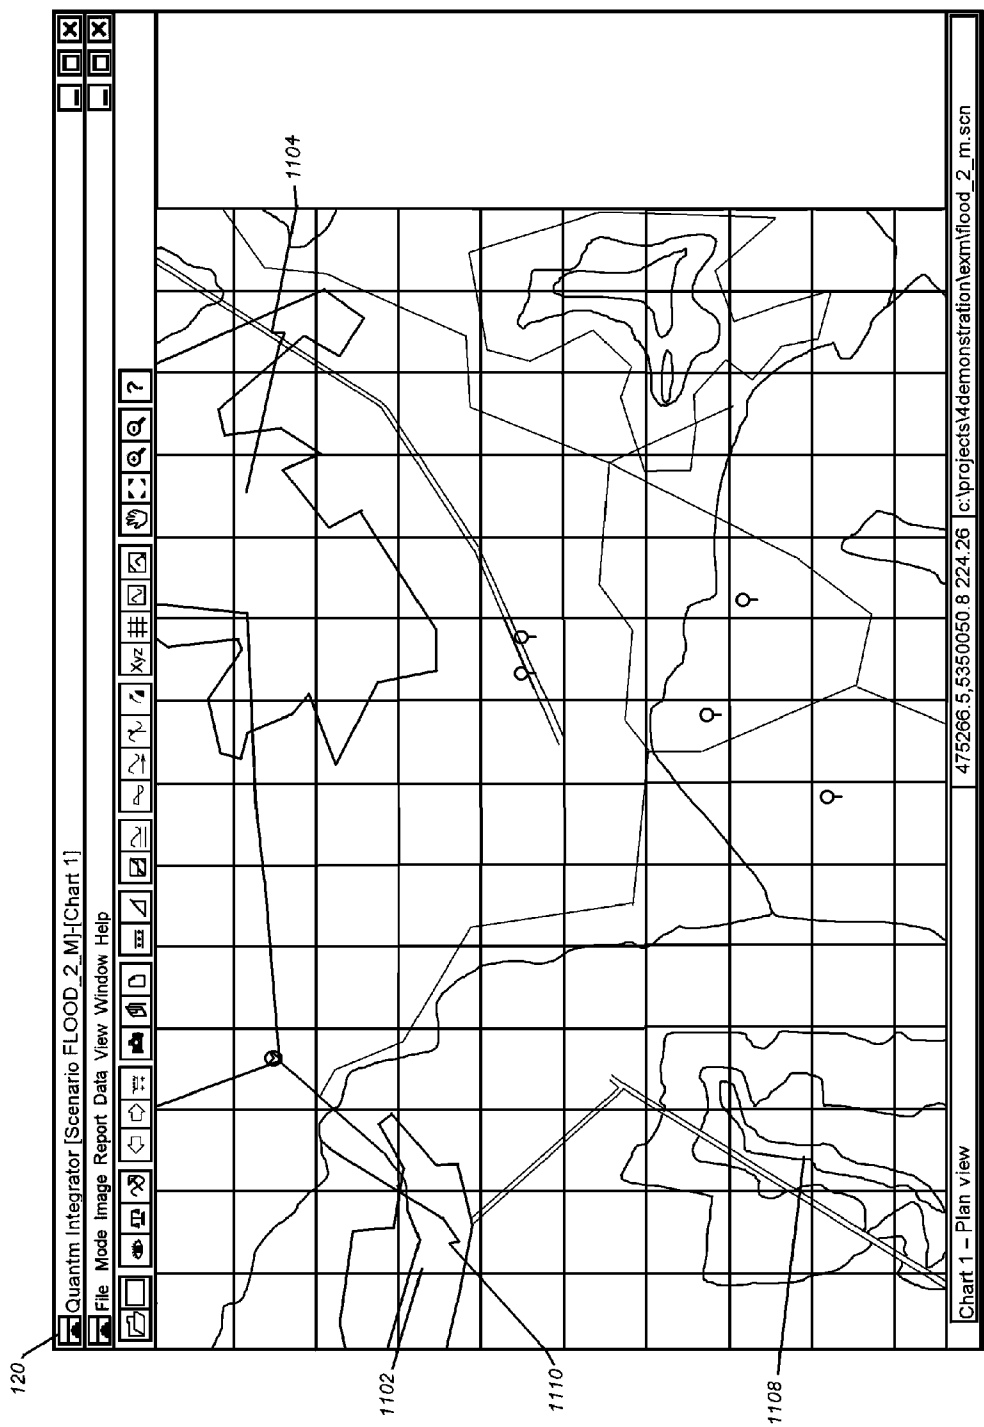 120
Quantm Integrator [Scenario FLOOD_2_M]-[Chart 1]
File Mode Image Report Data View Window Help
Xyz ?
1104
1102
1110
1108
Chart 1 – Plan view
475266.5,5350050.8 224.26
c:\projects\4demonstration\exm\flood_2_m.scn